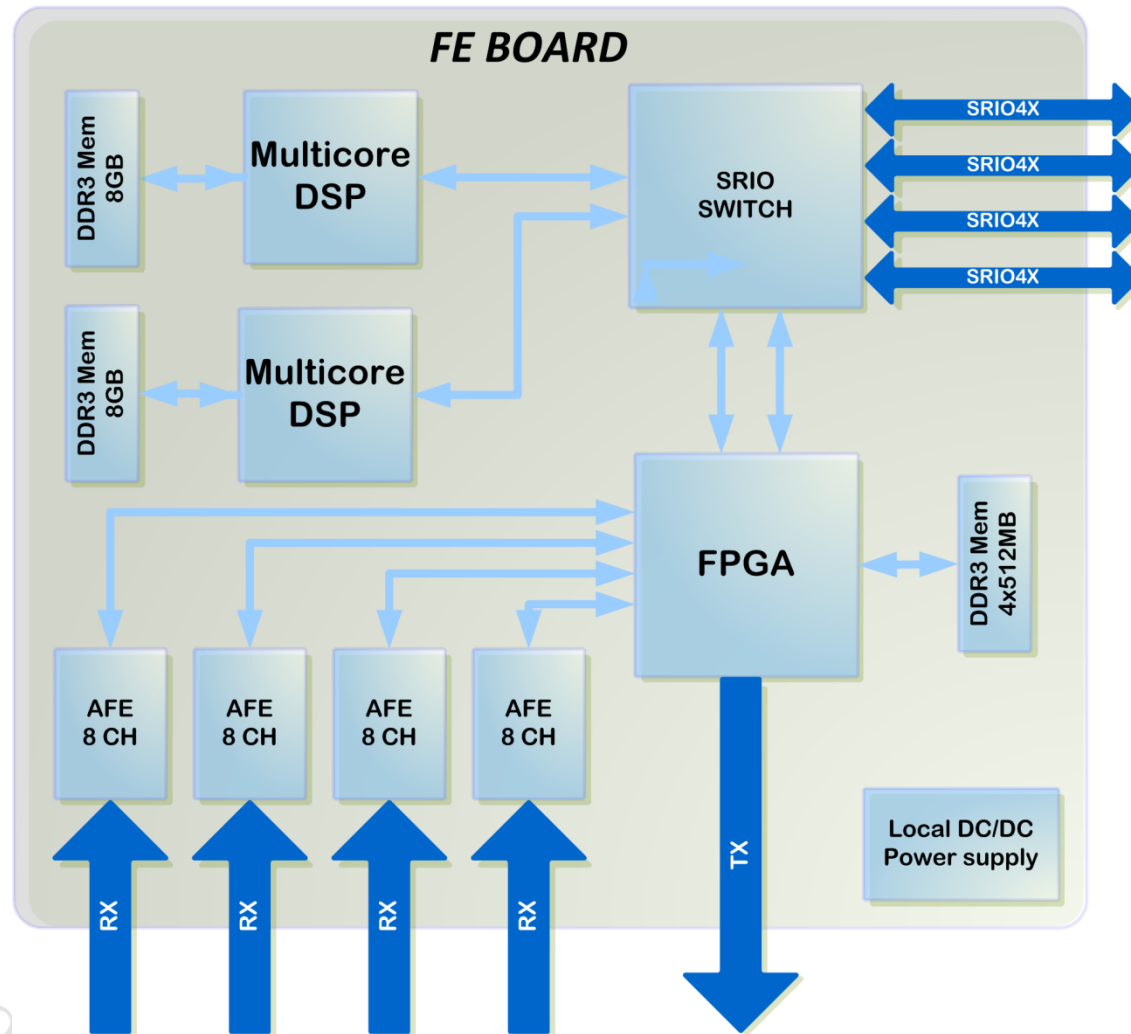 FE BOARD
DDR3 Mem
8GB
Multicore
DSP
SRIO
SWITCH
SRIO4X
SRIO4X
SRIO4X
SRIO4X
DDR3 Mem
8GB
Multicore
DSP
FPGA
DDR3 Mem
4x512MB
AFE
8 CH
AFE
8 CH
AFE
8 CH
AFE
8 CH
RX
RX
RX
RX
TX
Local DC/DC
Power supply